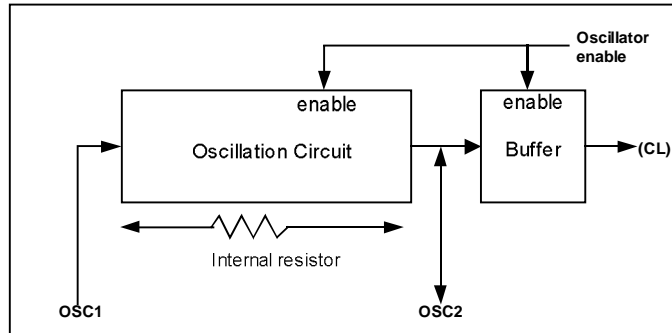 Oscillator
enable
enable
enable
Oscillation Circuit
Buffer
(CL)
Internal resistor
OSC1
OSC2